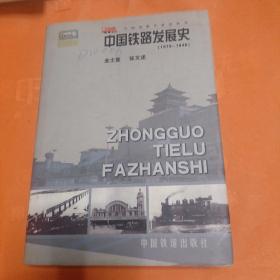 中国铁路发展史
(1876—1949)
金士宣 徐文述
ZHONGGUO
TIELU
FAZHANSHI
中国铁道出版社